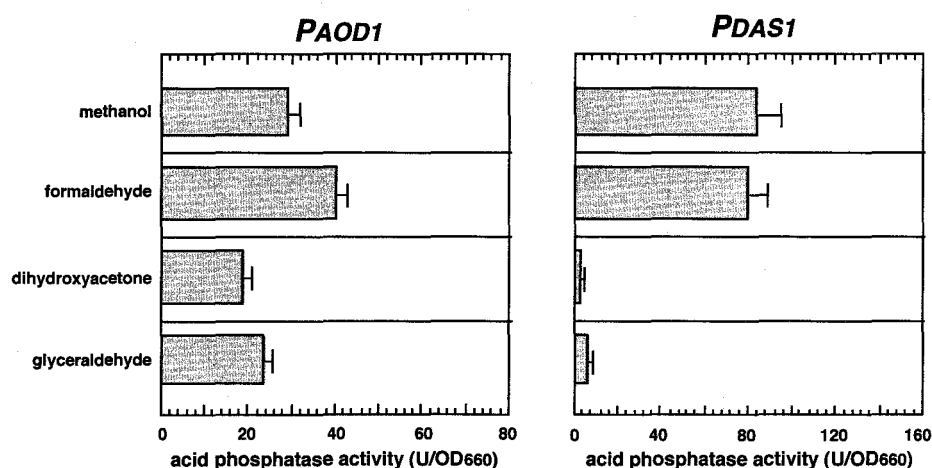 PAOD1
PDAS1
methanol
formaldehyde
dihydroxyacetone
glyceraldehyde
0 20 40 60 80
0 40 80 120 160
acid phosphatase activity (U/OD660)
acid phosphatase activity (U/OD660)